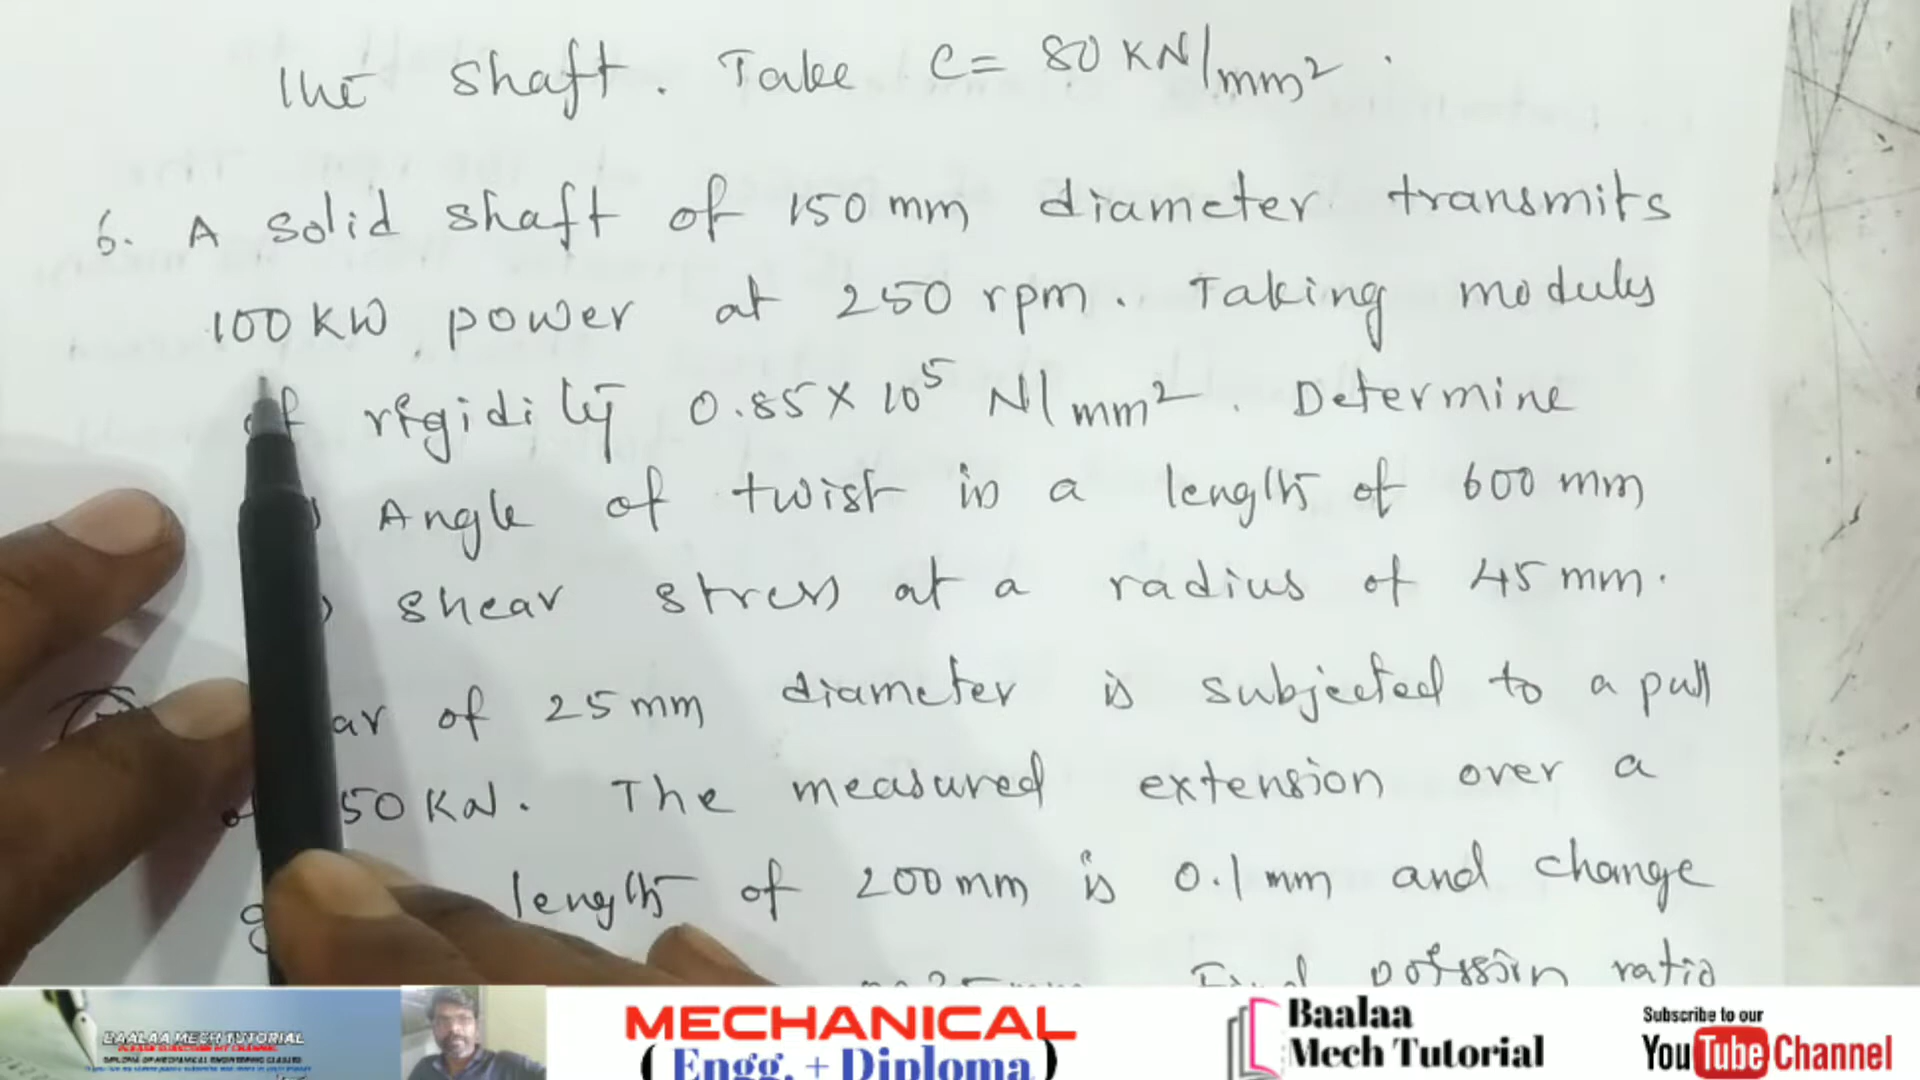 The shaft. Take C = 80 KN/mm².
6. A solid shaft of 150 mm diameter transmits
100 KW power at 250 rpm. Taking modulus
of rigidity 0.85 × 10⁵ N/mm². Determine
) Angle of twist in a length of 600 mm
) shear stress at a radius of 45 mm.
ar of 25 mm diameter is subjected to a pull
50 KN. The measured extension over a
length of 200 mm is 0.1 mm and change
ratio
BAALAA MECH TUTORIAL
MECHANICAL
(Engg. + Diploma)
Baalaa
Mech Tutorial
Subscribe to our
YouTube Channel